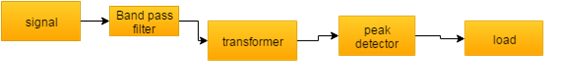 signal
Band pass
filter
transformer
peak
detector
load